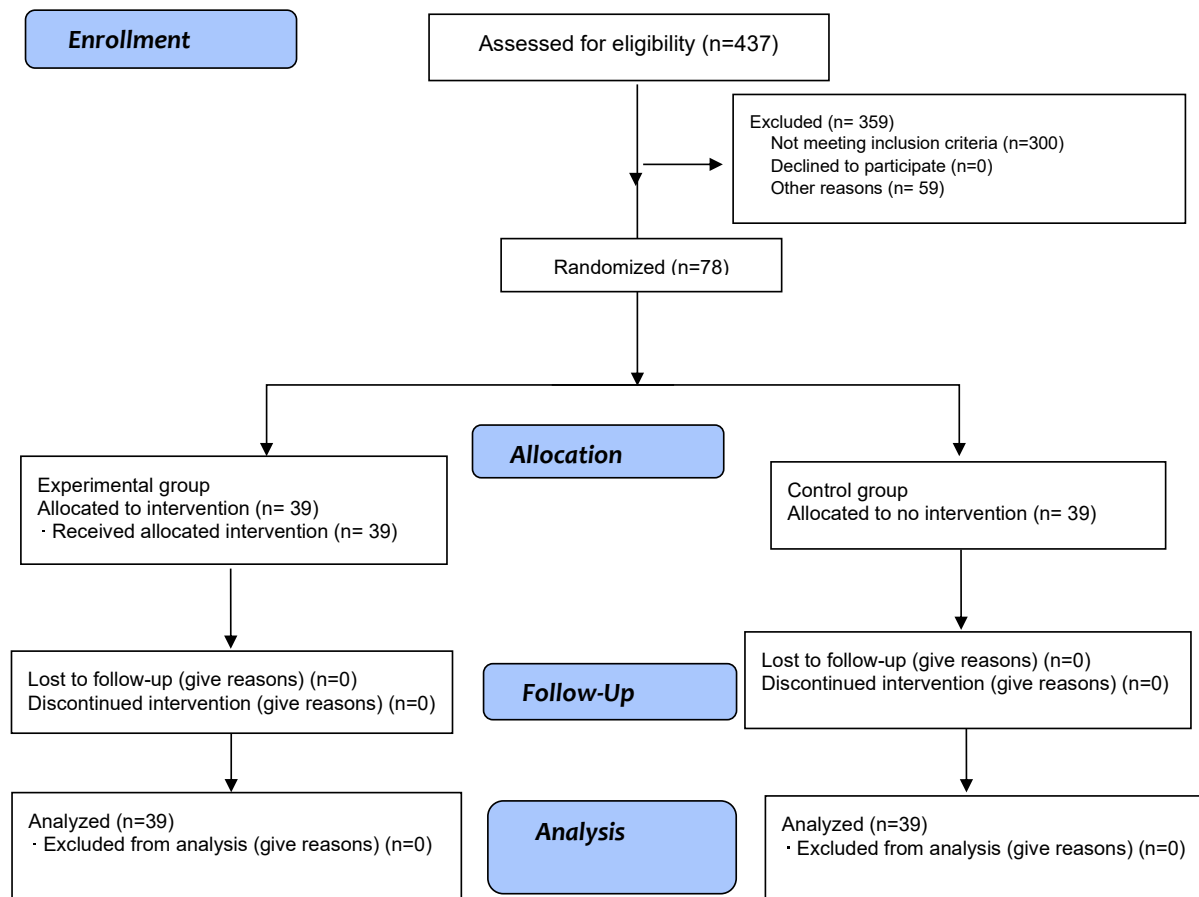 Enrollment
Assessed for eligibility (n=437)
Excluded (n= 359)
Not meeting inclusion criteria (n=300)
Declined to participate (n=0)
Other reasons (n= 59)
Randomized (n=78)
Allocation
Experimental group
Allocated to intervention (n= 39)
· Received allocated intervention (n= 39)
Control group
Allocated to no intervention (n= 39)
Lost to follow-up (give reasons) (n=0)
Discontinued intervention (give reasons) (n=0)
Follow-Up
Lost to follow-up (give reasons) (n=0)
Discontinued intervention (give reasons) (n=0)
Analyzed (n=39)
· Excluded from analysis (give reasons) (n=0)
Analysis
Analyzed (n=39)
· Excluded from analysis (give reasons) (n=0)